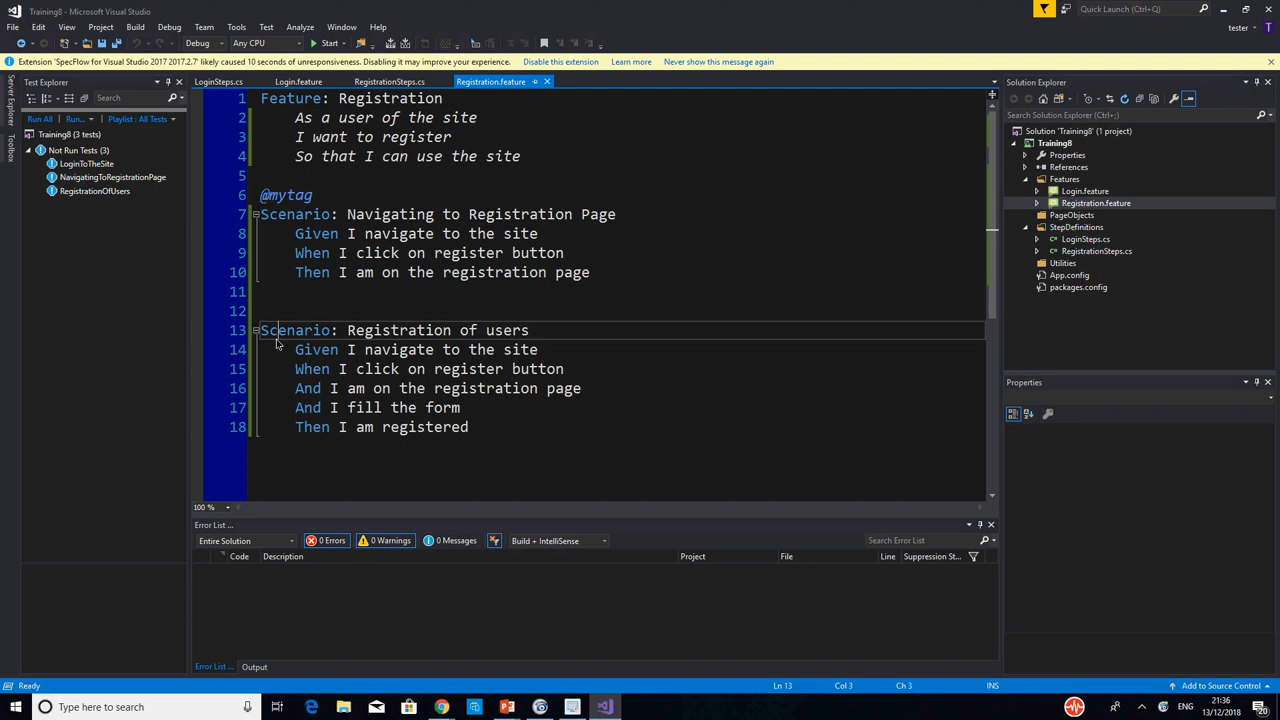 Training8 - Microsoft Visual Studio
Quick Launch (Ctrl+;)
File Edit View Project Build Debug Team Tools Test Analyze Window Help
tester T
Debug Any CPU Start
Extension 'SpecFlow for Visual Studio 2017 2017.2.7' likely caused 10 seconds of unresponsiveness. Disabling it may improve your experience. Disable this extension Learn more Never show this message again
Server Explorer
Toolbox
Test Explorer
Search
Run All Run... Playlist : All Tests
Training8 (3 tests)
Not Run Tests (3)
LoginToTheSite
NavigatingToRegistrationPage
RegistrationOfUsers
LoginSteps.cs Login.feature RegistrationSteps.cs Registration.feature
1 Feature: Registration
2 As a user of the site
3 I want to register
4 So that I can use the site
5
6 @mytag
7 Scenario: Navigating to Registration Page
8 Given I navigate to the site
9 When I click on register button
10 Then I am on the registration page
11
12
13 Scenario: Registration of users
14 Given I navigate to the site
15 When I click on register button
16 And I am on the registration page
17 And I fill the form
18 Then I am registered
100 %
Error List ...
Entire Solution 0 Errors 0 Warnings 0 Messages Build + IntelliSense Search Error List
Code Description Project File Line Suppression St...
Error List ... Output
Solution Explorer
Search Solution Explorer (Ctrl+;)
Solution 'Training8' (1 project)
Training8
Properties
References
Features
Login.feature
Registration.feature
PageObjects
StepDefinitions
LoginSteps.cs
RegistrationSteps.cs
Utilities
App.config
packages.config
Properties
Ready Ln 13 Col 3 Ch 3 INS Add to Source Control
Type here to search
ENG
21:36
13/12/2018
20